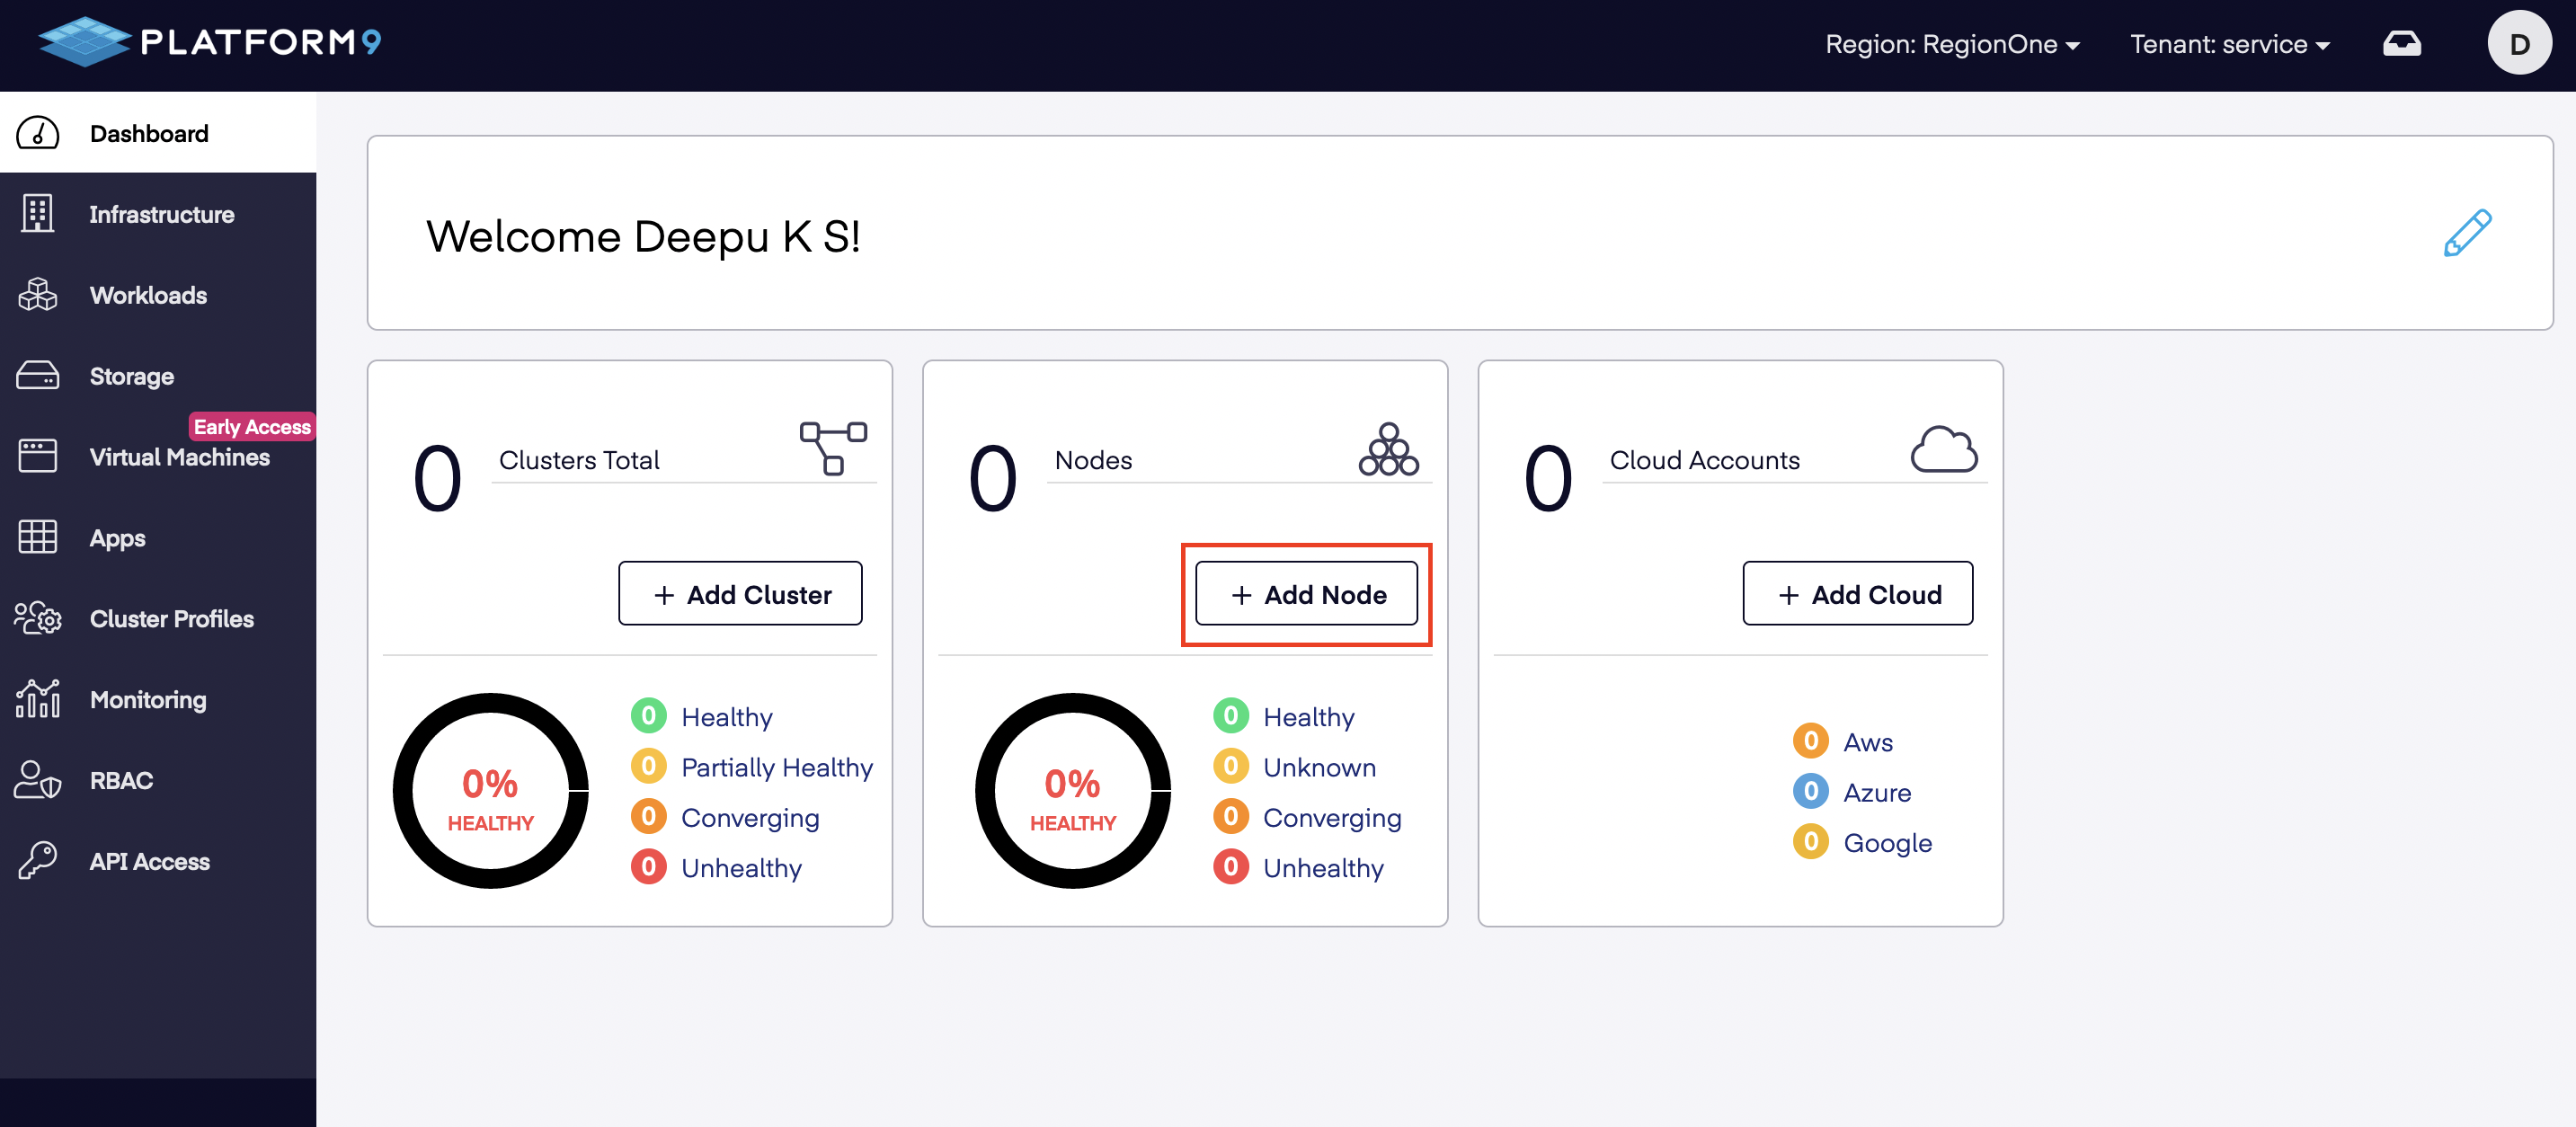 PLATFORM9
Region: RegionOne
Tenant: service
D
Dashboard
Infrastructure
Workloads
Storage
Early Access
Virtual Machines
Apps
Cluster Profiles
Monitoring
RBAC
API Access
Welcome Deepu K S!
0 Clusters Total
+ Add Cluster
0%
HEALTHY
0 Healthy
0 Partially Healthy
0 Converging
0 Unhealthy
0 Nodes
+ Add Node
0%
HEALTHY
0 Healthy
0 Unknown
0 Converging
0 Unhealthy
0 Cloud Accounts
+ Add Cloud
0 Aws
0 Azure
0 Google